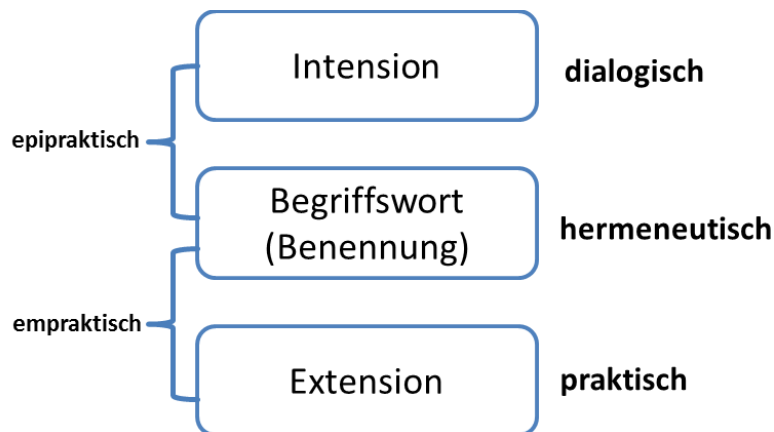 Intension
dialogisch
epipraktisch
Begriffswort
(Benennung)
hermeneutisch
empraktisch
Extension
praktisch